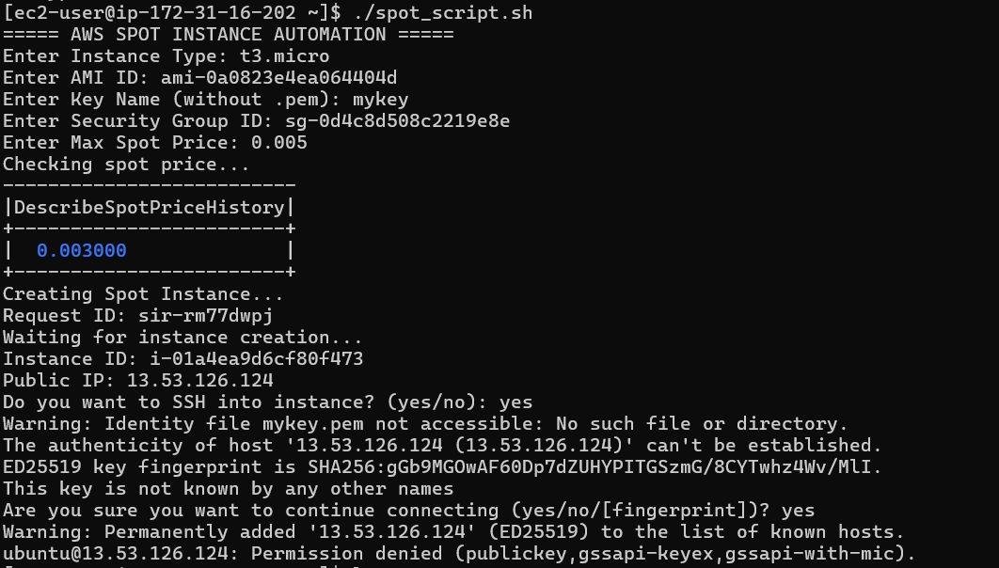 [ec2-user@ip-172-31-16-202 ~]$ ./spot_script.sh
===== AWS SPOT INSTANCE AUTOMATION =====
Enter Instance Type: t3.micro
Enter AMI ID: ami-0a0823e4ea064404d
Enter Key Name (without .pem): mykey
Enter Security Group ID: sg-0d4c8d508c2219e8e
Enter Max Spot Price: 0.005
Checking spot price...
--------------------------
|DescribeSpotPriceHistory|
+------------------------+
|  0.003000              |
+------------------------+
Creating Spot Instance...
Request ID: sir-rm77dwpj
Waiting for instance creation...
Instance ID: i-01a4ea9d6cf80f473
Public IP: 13.53.126.124
Do you want to SSH into instance? (yes/no): yes
Warning: Identity file mykey.pem not accessible: No such file or directory.
The authenticity of host '13.53.126.124 (13.53.126.124)' can't be established.
ED25519 key fingerprint is SHA256:gGb9MGOwAF60Dp7dZUHYPITGSzmG/8CYTwhz4Wv/MlI.
This key is not known by any other names
Are you sure you want to continue connecting (yes/no/[fingerprint])? yes
Warning: Permanently added '13.53.126.124' (ED25519) to the list of known hosts.
ubuntu@13.53.126.124: Permission denied (publickey,gssapi-keyex,gssapi-with-mic).